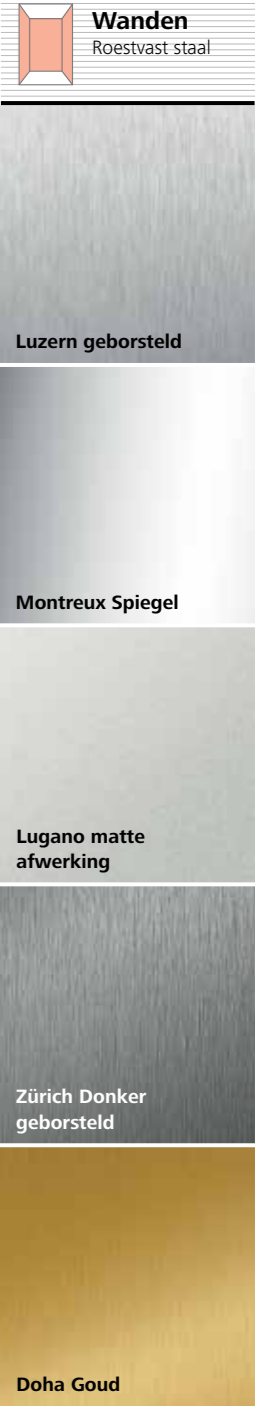 Wanden
Roestvast staal
Luzern geborsteld
Montreux Spiegel
Lugano matte
afwerking
Zürich Donker
geborsteld
Doha Goud